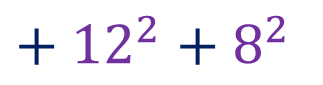 + 12² + 8²